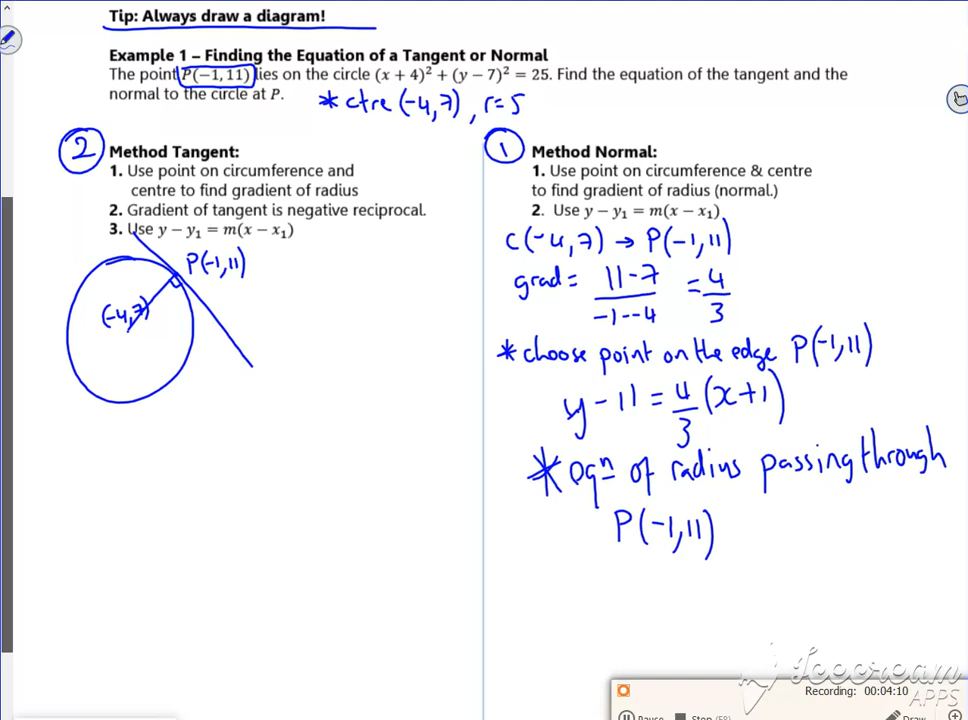 Tip: Always draw a diagram!
Example 1 – Finding the Equation of a Tangent or Normal
The point P(−1, 11) lies on the circle (x + 4)² + (y − 7)² = 25. Find the equation of the tangent and the
normal to the circle at P.
* ctre (-4,7), r=5
2
Method Tangent:
1. Use point on circumference and
centre to find gradient of radius
2. Gradient of tangent is negative reciprocal.
3. Use y − y₁ = m(x − x₁)
P(-1,11)
(-4,7)
1
Method Normal:
1. Use point on circumference & centre
to find gradient of radius (normal.)
2. Use y − y₁ = m(x − x₁)
C(-4,7) → P(-1,11)
grad = 11-7 / -1--4 = 4/3
* choose point on the edge P(-1,11)
y-11 = 4/3 (x+1)
* eqⁿ of radius passing through
P(-1,11)
Icecream
APPS
Recording: 00:04:10
Pause
Stop (F8)
Draw